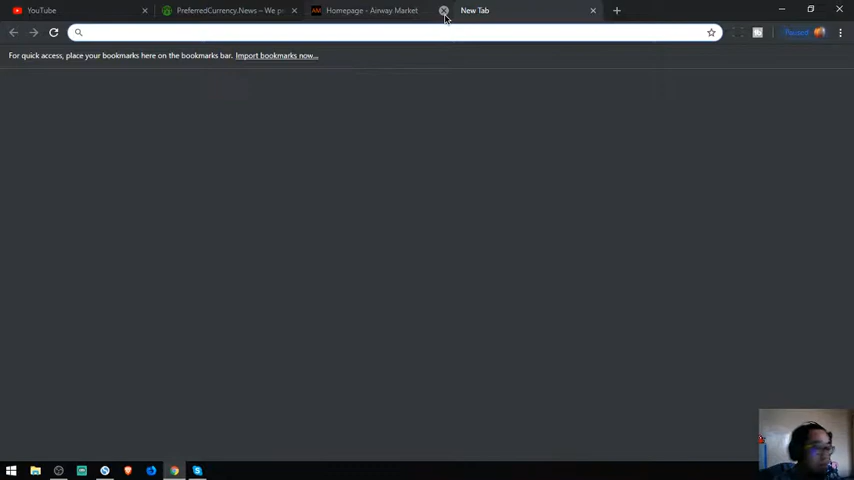 YouTube
PreferredCurrency.News – We p
Homepage - Airway Market
New Tab
Paused
For quick access, place your bookmarks here on the bookmarks bar. Import bookmarks now...